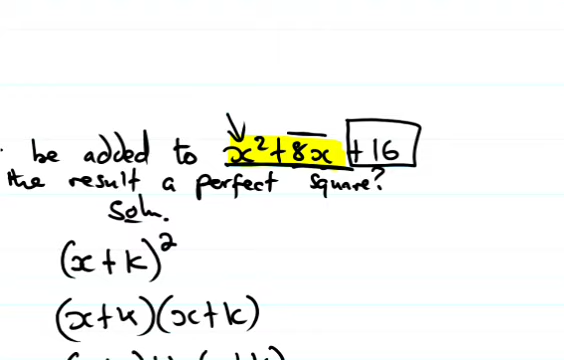 be added to x² + 8x + 16
the result a perfect square?
Soln.
(x + k)²
(x + k)(x + k)